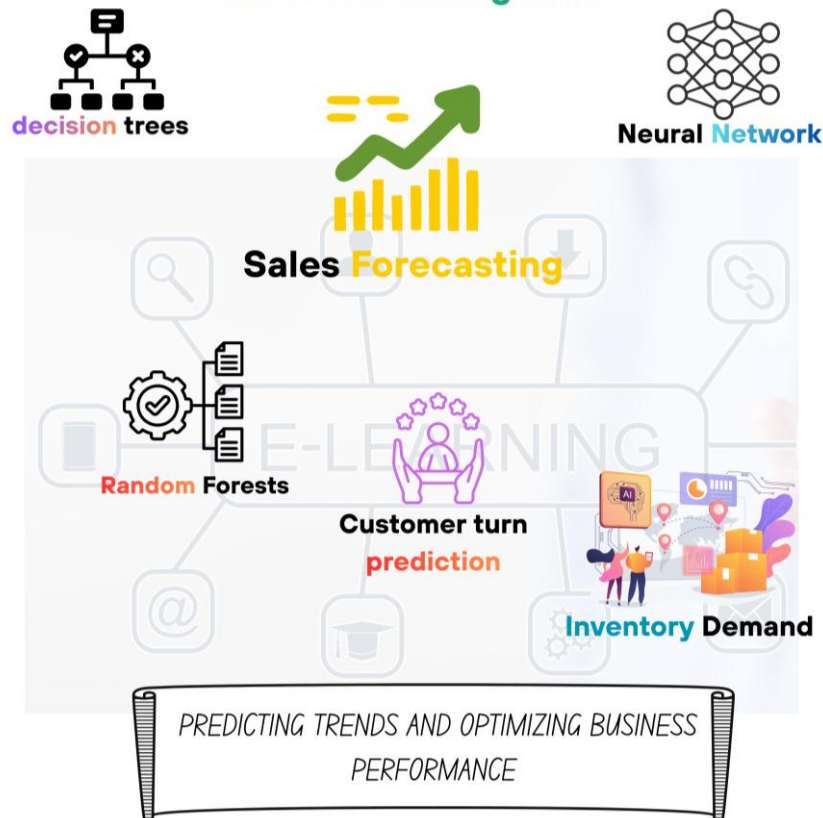 decision trees
Neural Network
Sales Forecasting
E-LEARNING
Random Forests
Customer turn
prediction
AI
Inventory Demand
@
PREDICTING TRENDS AND OPTIMIZING BUSINESS
PERFORMANCE